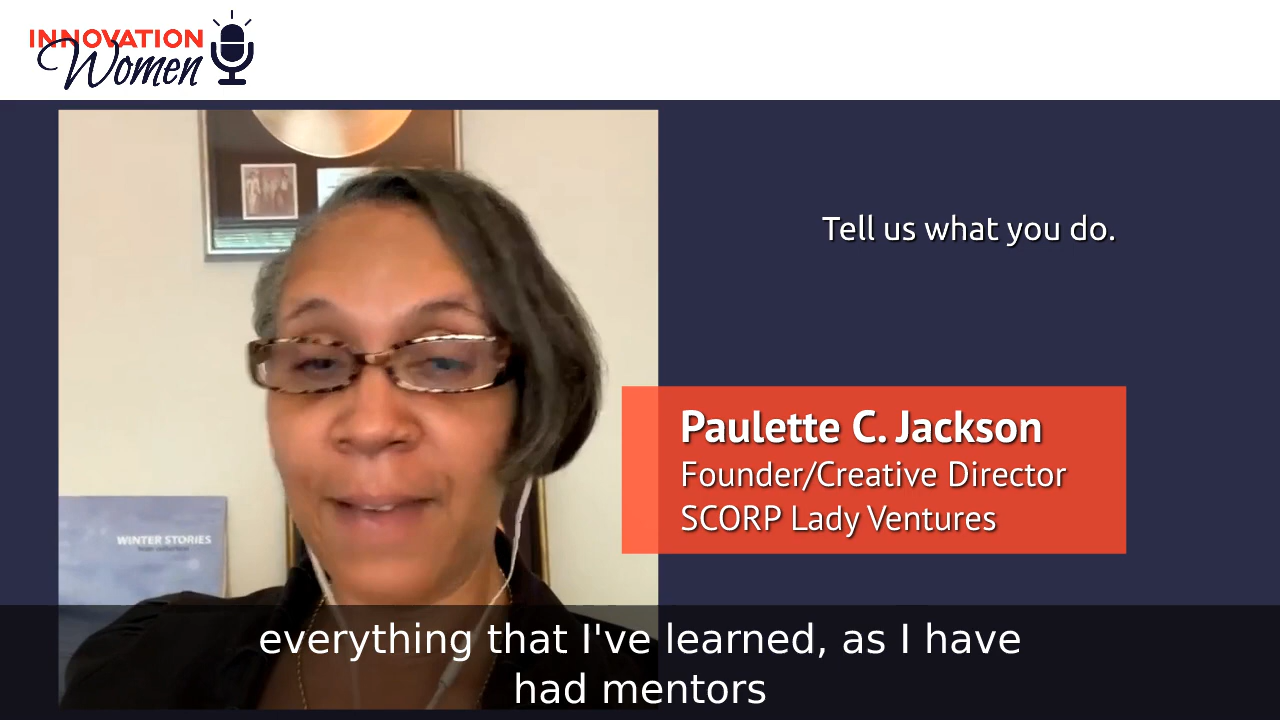 INNOVATION
Women
Tell us what you do.
Paulette C. Jackson
Founder/Creative Director
SCORP Lady Ventures
WINTER STORIES
everything that I've learned, as I have
had mentors